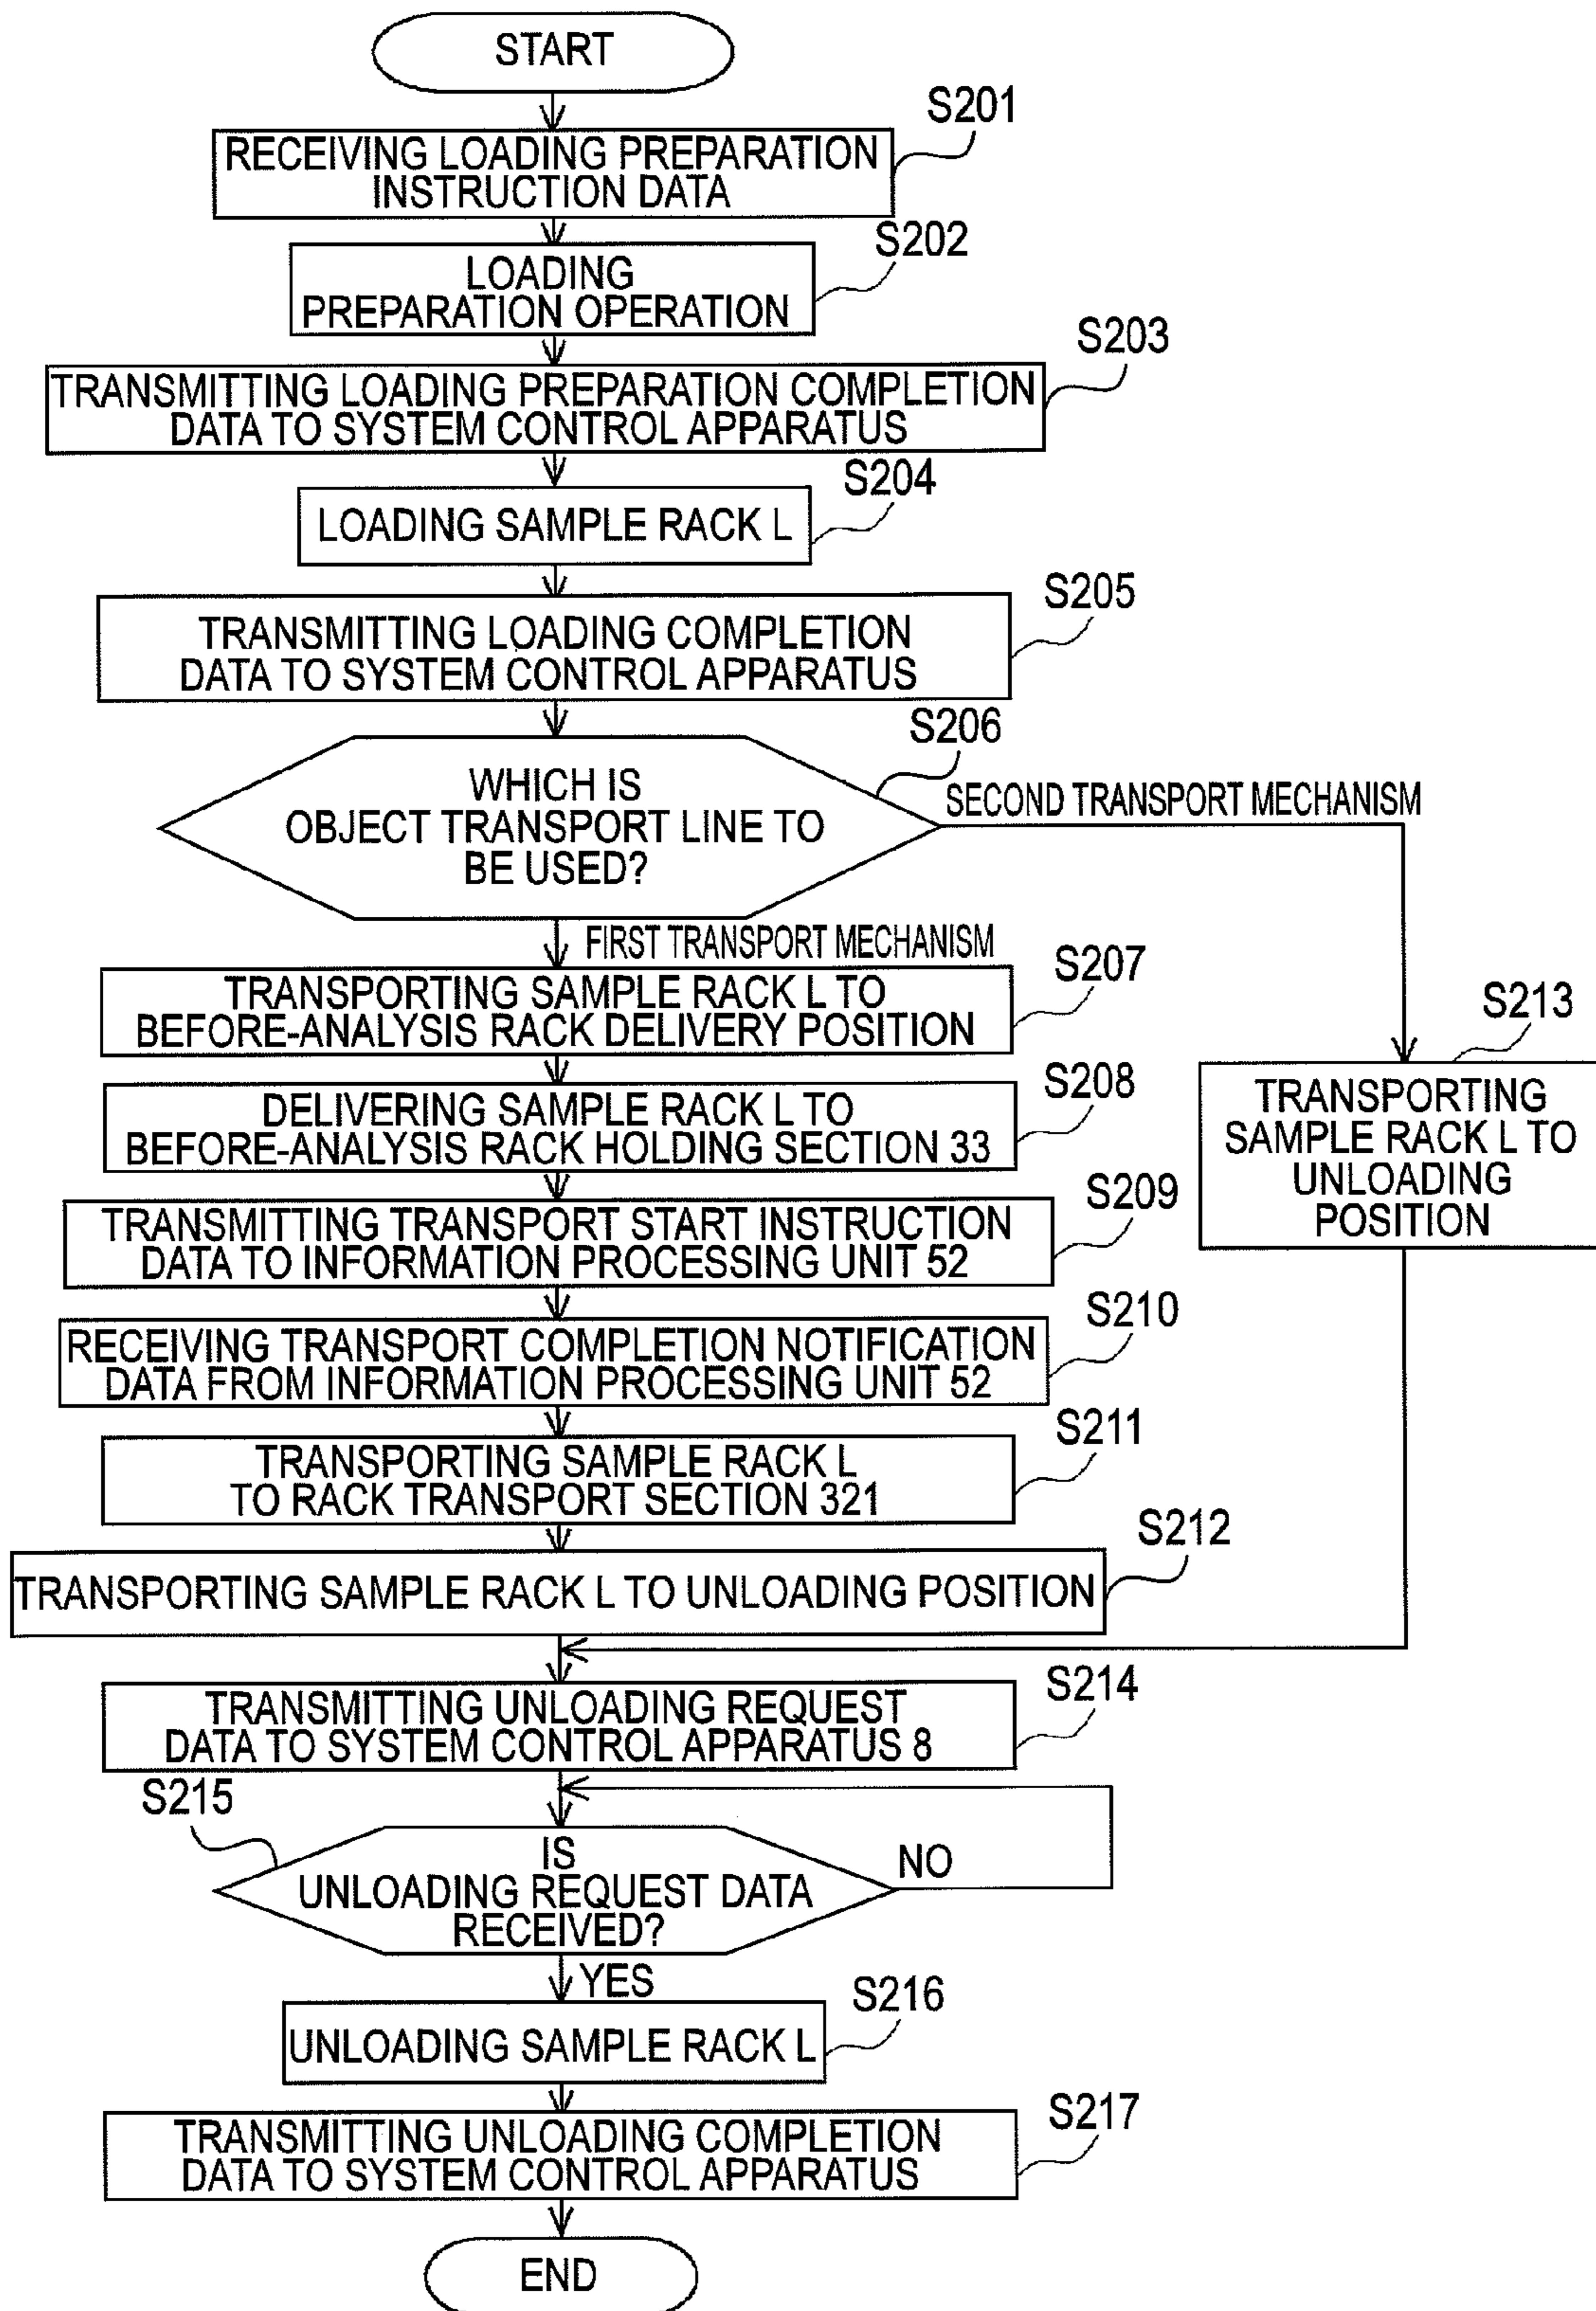 START
S201
RECEIVING LOADING PREPARATION
INSTRUCTION DATA
S202
LOADING
PREPARATION OPERATION
S203
TRANSMITTING LOADING PREPARATION COMPLETION
DATA TO SYSTEM CONTROL APPARATUS
S204
LOADING SAMPLE RACK L
S205
TRANSMITTING LOADING COMPLETION
DATA TO SYSTEM CONTROL APPARATUS
S206
WHICH IS
OBJECT TRANSPORT LINE TO
BE USED?
SECOND TRANSPORT MECHANISM
FIRST TRANSPORT MECHANISM
S207
TRANSPORTING SAMPLE RACK L TO
BEFORE-ANALYSIS RACK DELIVERY POSITION
S208
DELIVERING SAMPLE RACK L TO
BEFORE-ANALYSIS RACK HOLDING SECTION 33
S213
TRANSPORTING
SAMPLE RACK L TO
UNLOADING
POSITION
S209
TRANSMITTING TRANSPORT START INSTRUCTION
DATA TO INFORMATION PROCESSING UNIT 52
S210
RECEIVING TRANSPORT COMPLETION NOTIFICATION
DATA FROM INFORMATION PROCESSING UNIT 52
S211
TRANSPORTING SAMPLE RACK L
TO RACK TRANSPORT SECTION 321
S212
TRANSPORTING SAMPLE RACK L TO UNLOADING POSITION
S214
TRANSMITTING UNLOADING REQUEST
DATA TO SYSTEM CONTROL APPARATUS 8
S215
IS
UNLOADING REQUEST DATA
RECEIVED?
NO
YES
S216
UNLOADING SAMPLE RACK L
S217
TRANSMITTING UNLOADING COMPLETION
DATA TO SYSTEM CONTROL APPARATUS
END